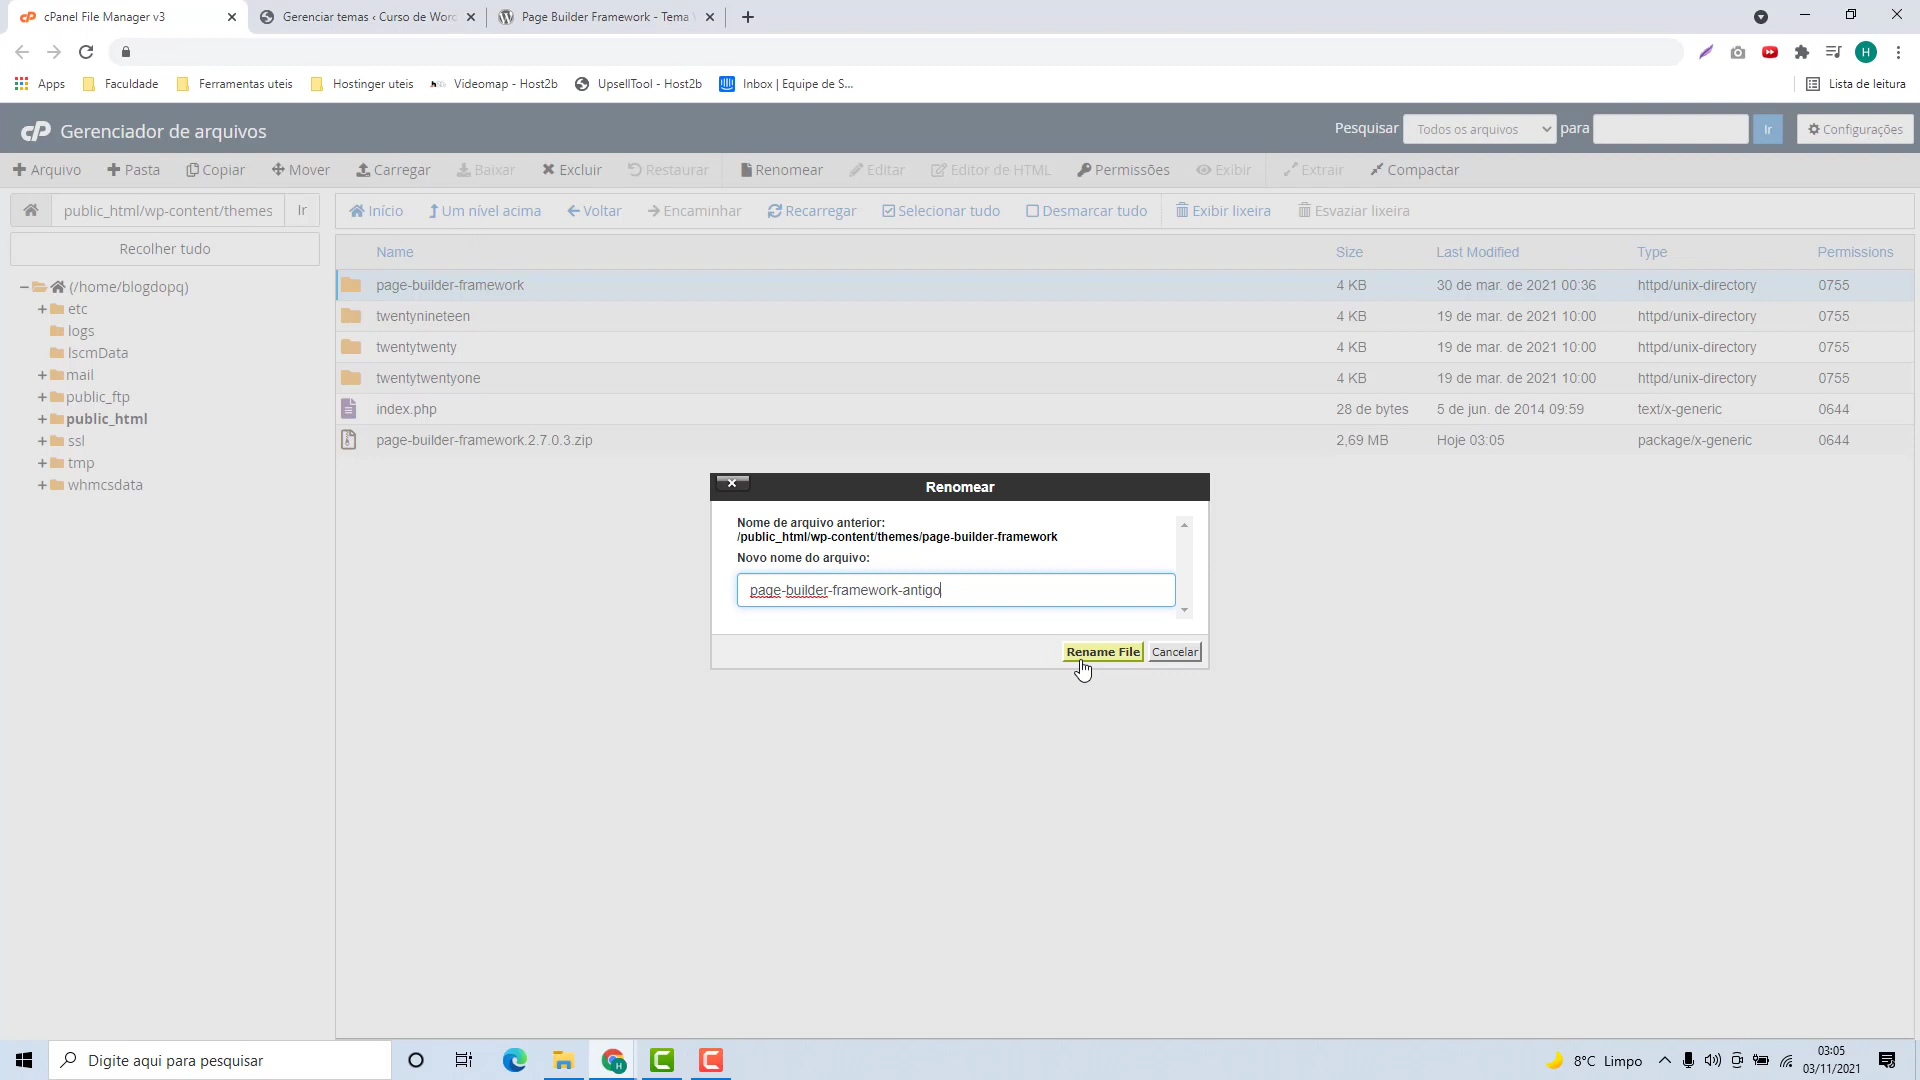 cPanel File Manager v3
Gerenciar temas ‹ Curso de Word
Page Builder Framework - Tema
Apps
Faculdade
Ferramentas uteis
Hostinger uteis
Videomap - Host2b
UpsellTool - Host2b
Inbox | Equipe de S...
Lista de leitura
H
cP Gerenciador de arquivos
Pesquisar
Todos os arquivos
para
Ir
Configurações
Arquivo
Pasta
Copiar
Mover
Carregar
Baixar
Excluir
Restaurar
Renomear
Editar
Editor de HTML
Permissões
Exibir
Extrair
Compactar
public_html/wp-content/themes
Ir
Início
Um nível acima
Voltar
Encaminhar
Recarregar
Selecionar tudo
Desmarcar tudo
Exibir lixeira
Esvaziar lixeira
Recolher tudo
(/home/blogdopq)
etc
logs
lscmData
mail
public_ftp
public_html
ssl
tmp
whmcsdata
Name Size Last Modified Type Permissions
page-builder-framework 4 KB 30 de mar. de 2021 00:36 httpd/unix-directory 0755
twentynineteen 4 KB 19 de mar. de 2021 10:00 httpd/unix-directory 0755
twentytwenty 4 KB 19 de mar. de 2021 10:00 httpd/unix-directory 0755
twentytwentyone 4 KB 19 de mar. de 2021 10:00 httpd/unix-directory 0755
index.php 28 de bytes 5 de jun. de 2014 09:59 text/x-generic 0644
page-builder-framework.2.7.0.3.zip 2,69 MB Hoje 03:05 package/x-generic 0644
Renomear
Nome de arquivo anterior:
/public_html/wp-content/themes/page-builder-framework
Novo nome do arquivo:
page-builder-framework-antigo
Rename File
Cancelar
Digite aqui para pesquisar
8°C Limpo
03:05
03/11/2021